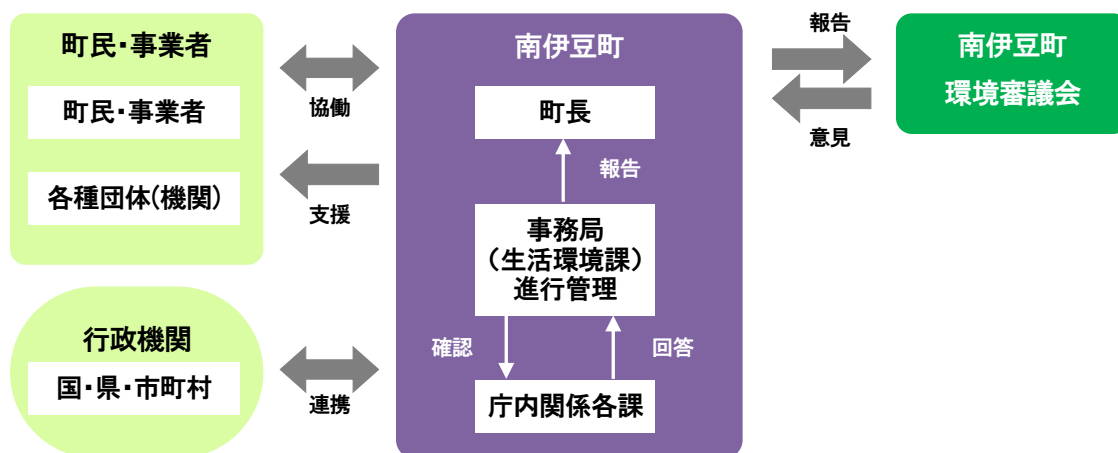 町民・事業者
町民・事業者
各種団体(機関)
協働
支援
行政機関
国・県・市町村
連携
南伊豆町
町長
報告
事務局
（生活環境課）
進行管理
確認
回答
庁内関係各課
報告
意見
南伊豆町
環境審議会